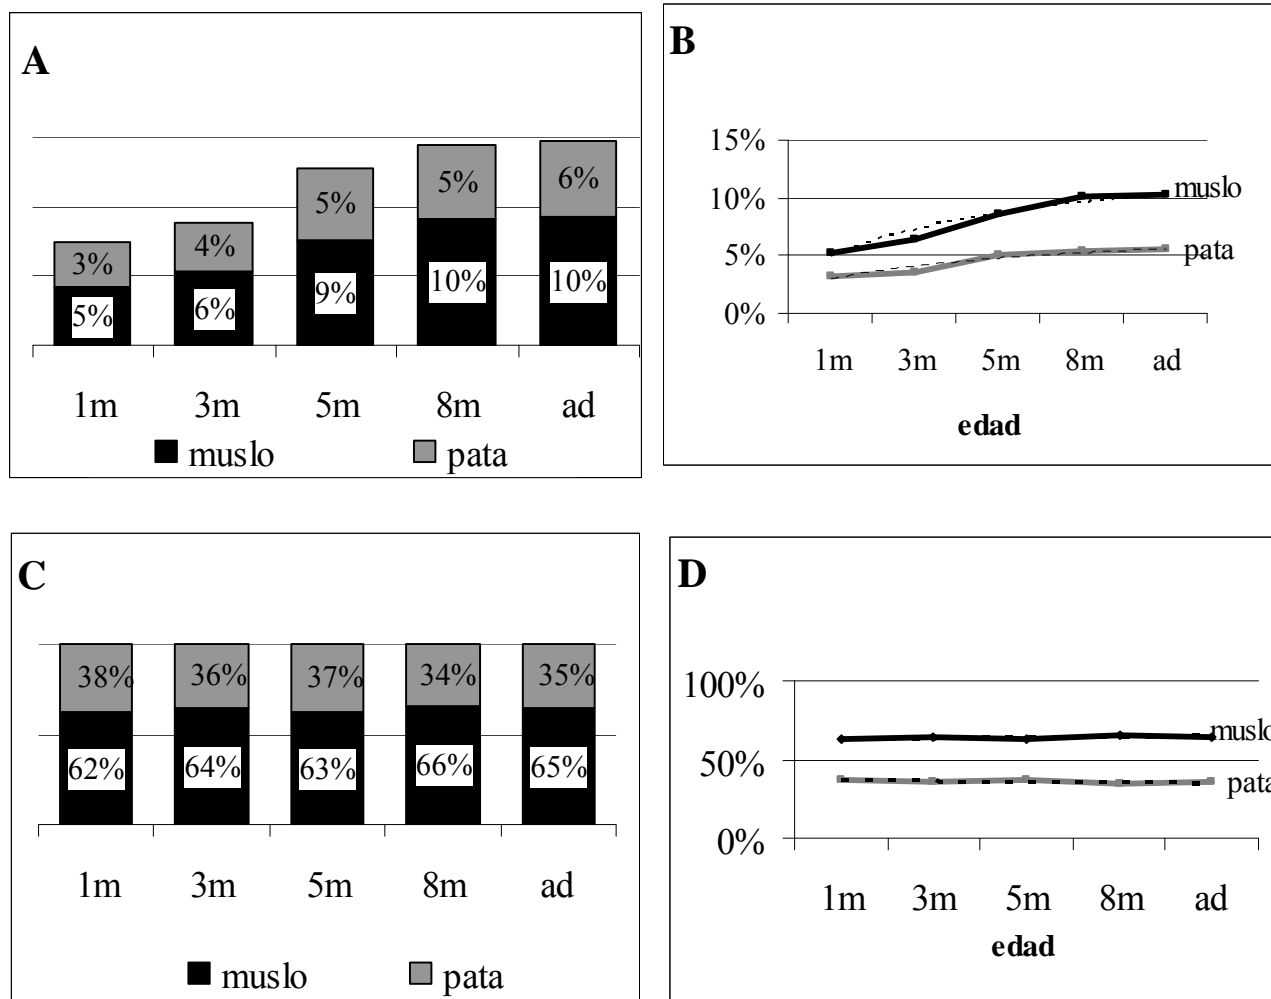 A
3% 4% 5% 5% 6%
5% 6% 9% 10% 10%
1m 3m 5m 8m ad
muslo pata
B
15%
10%
5%
0%
muslo
pata
1m 3m 5m 8m ad
edad
C
38% 36% 37% 34% 35%
62% 64% 63% 66% 65%
1m 3m 5m 8m ad
muslo pata
D
100%
50%
0%
muslo
pata
1m 3m 5m 8m ad
edad